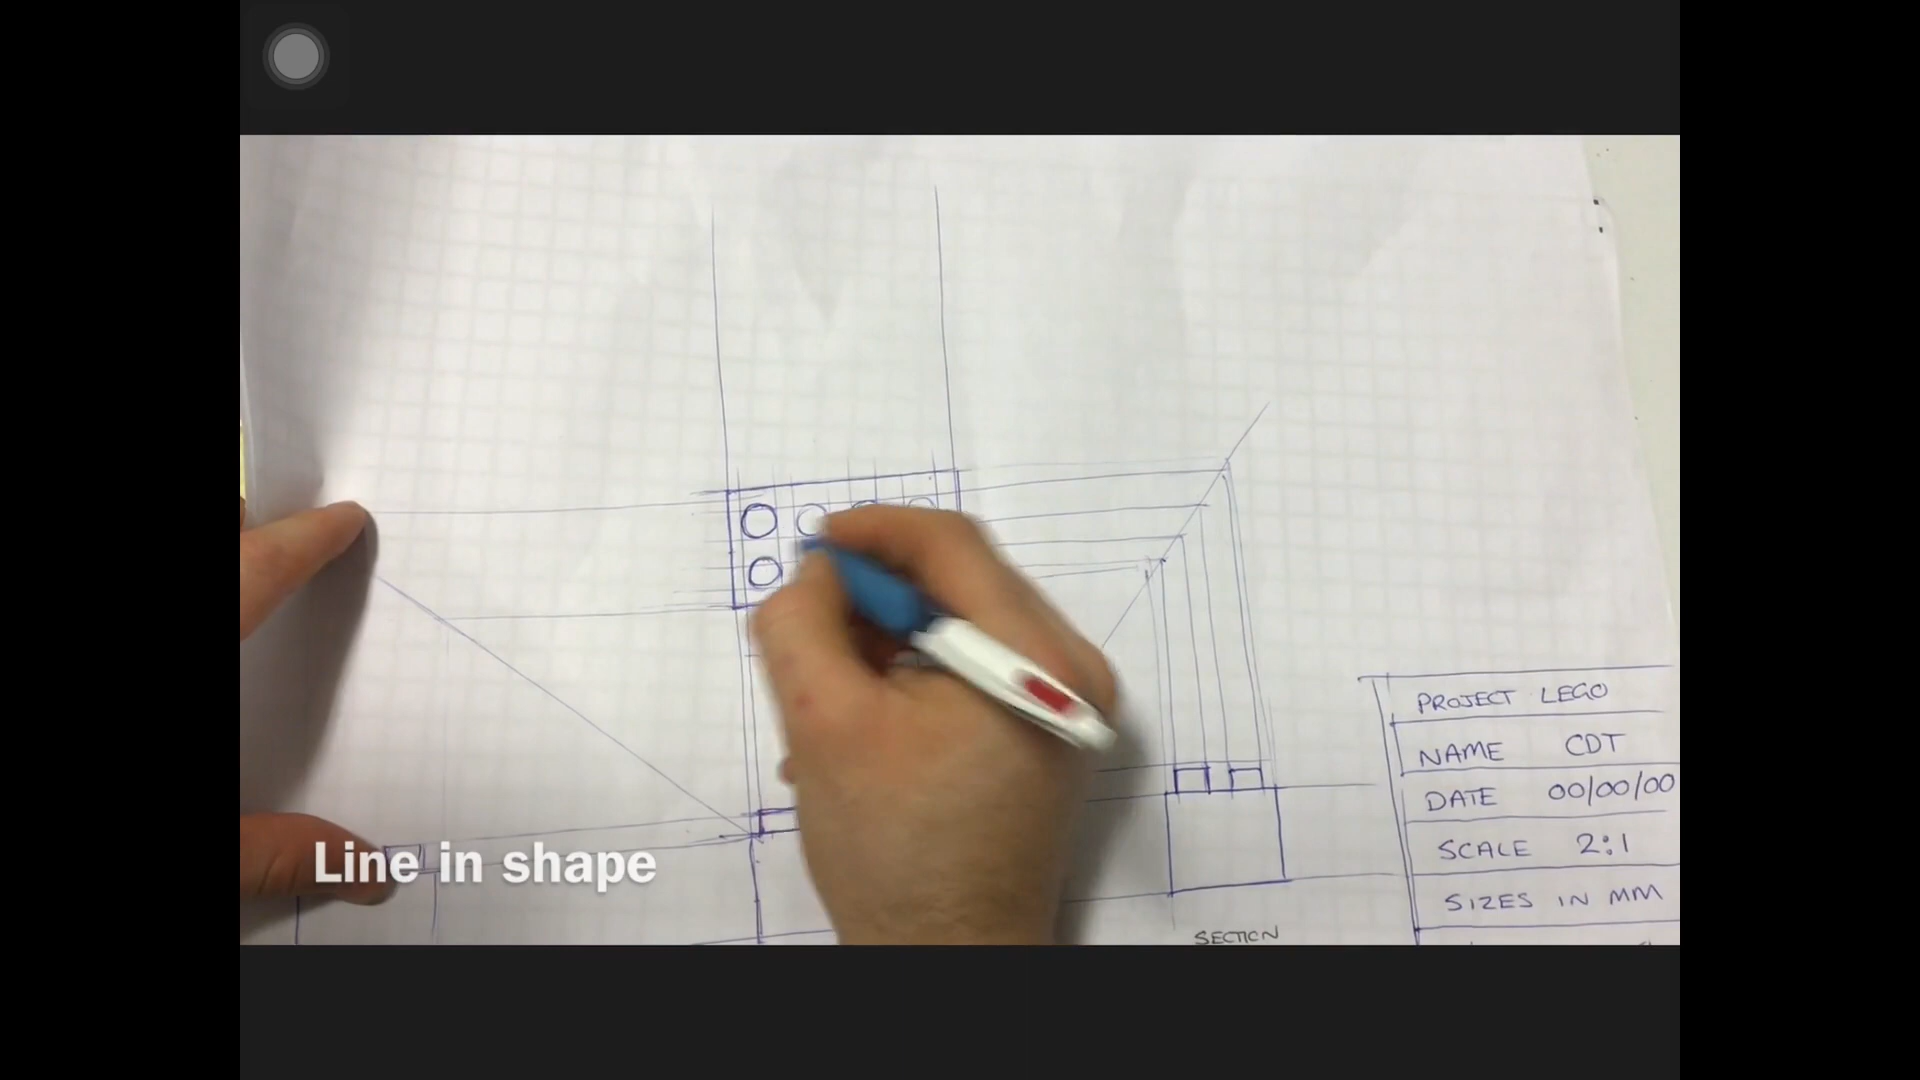 PROJECT LEGO
NAME CDT
DATE 00/00/00
SCALE 2:1
Line in shape
SIZES IN MM
SECTION